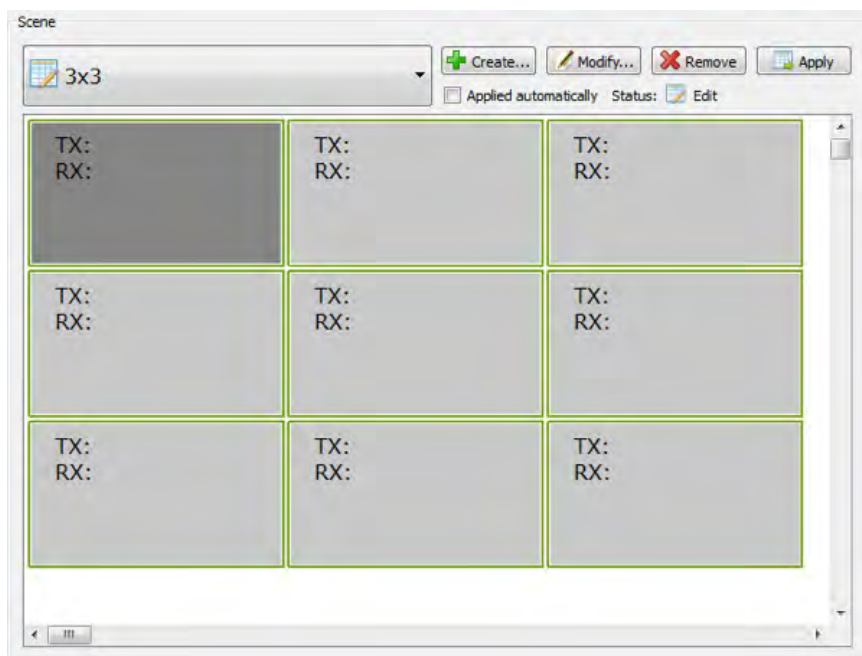 Scene
3x3
Create... Modify... Remove Apply
Applied automatically Status: Edit
TX: TX: TX:
RX: RX: RX:
TX: TX: TX:
RX: RX: RX:
TX: TX: TX:
RX: RX: RX: